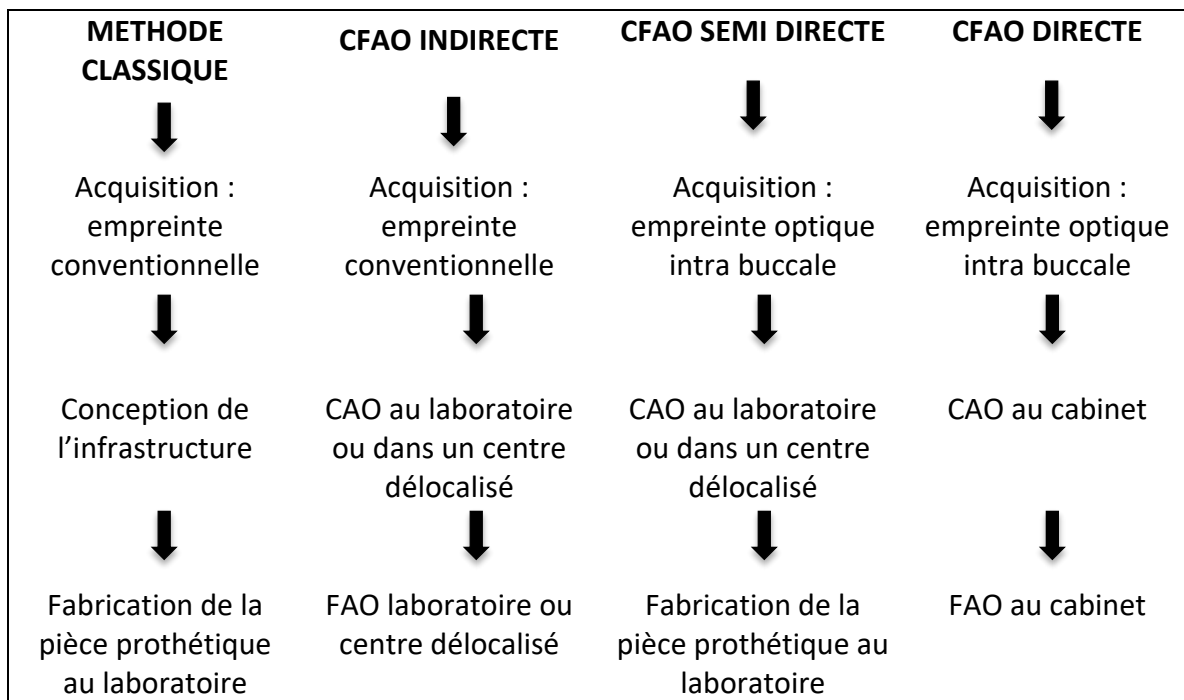 METHODE
CLASSIQUE
Acquisition :
empreinte
conventionnelle
Conception de
l’infrastructure
Fabrication de la
pièce prothétique
au laboratoire
CFAO INDIRECTE
Acquisition :
empreinte
conventionnelle
CAO au laboratoire
ou dans un centre
délocalisé
FAO laboratoire ou
centre délocalisé
CFAO SEMI DIRECTE
Acquisition :
empreinte optique
intra buccale
CAO au laboratoire
ou dans un centre
délocalisé
Fabrication de la
pièce prothétique au
laboratoire
CFAO DIRECTE
Acquisition :
empreinte optique
intra buccale
CAO au cabinet
FAO au cabinet